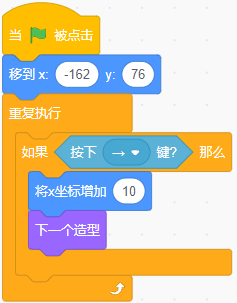 当 被点击
移到 x: -162 y: 76
重复执行
如果 按下 → 键? 那么
将x坐标增加 10
下一个造型